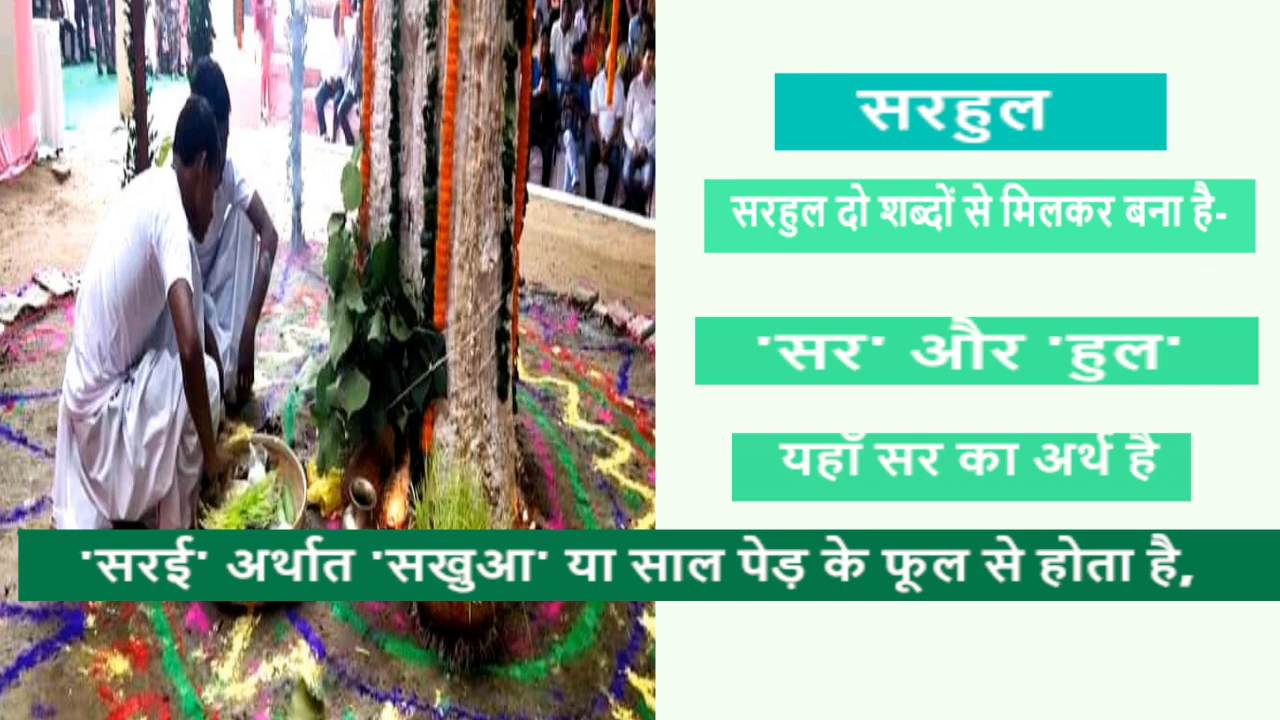 सरहुल
सरहुल दो शब्दों से मिलकर बना है-
'सर' और 'हुल'
यहाँ सर का अर्थ है
'सरई' अर्थात 'सखुआ' या साल पेड़ के फूल से होता है,